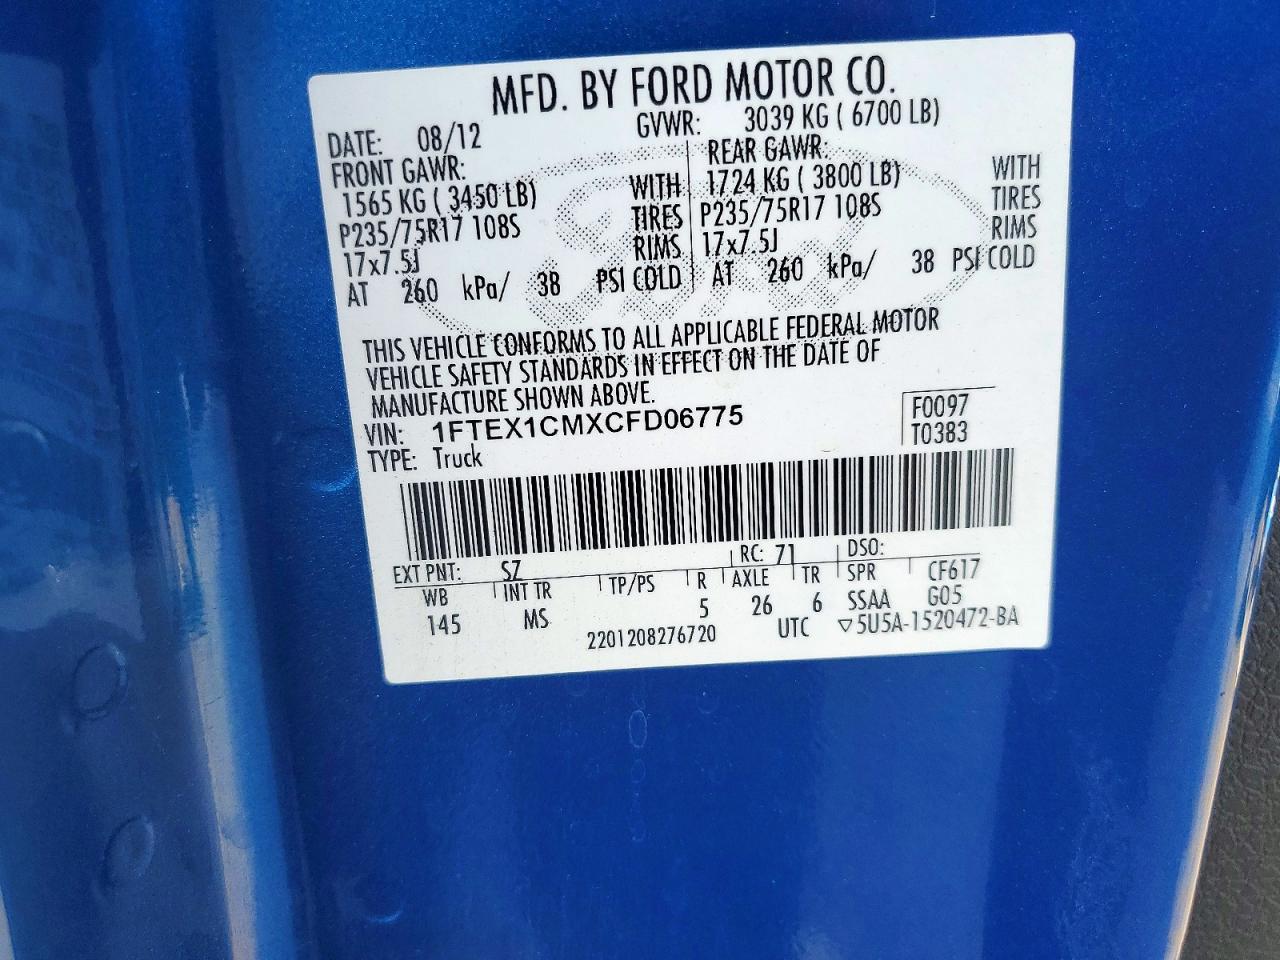 MFD. BY FORD MOTOR CO.
DATE: 08/12 GVWR: 3039 KG ( 6700 LB)
FRONT GAWR: REAR GAWR:
1565 KG ( 3450 LB) WITH 1724 KG ( 3800 LB) WITH
P235/75R17 108S TIRES P235/75R17 108S TIRES
17x7.5J RIMS 17x7.5J RIMS
AT 260 kPa/ 38 PSI COLD AT 260 kPa/ 38 PSI COLD
THIS VEHICLE CONFORMS TO ALL APPLICABLE FEDERAL MOTOR
VEHICLE SAFETY STANDARDS IN EFFECT ON THE DATE OF
MANUFACTURE SHOWN ABOVE.
VIN: 1FTEX1CMXCFD06775 F0097
TYPE: Truck T0383
EXT PNT: SZ RC: 71 DSO:
WB INT TR TP/PS R AXLE TR SPR CF617
145 MS 5 26 6 SSAA G05
2201208276720 UTC ▽5U5A-1520472-BA